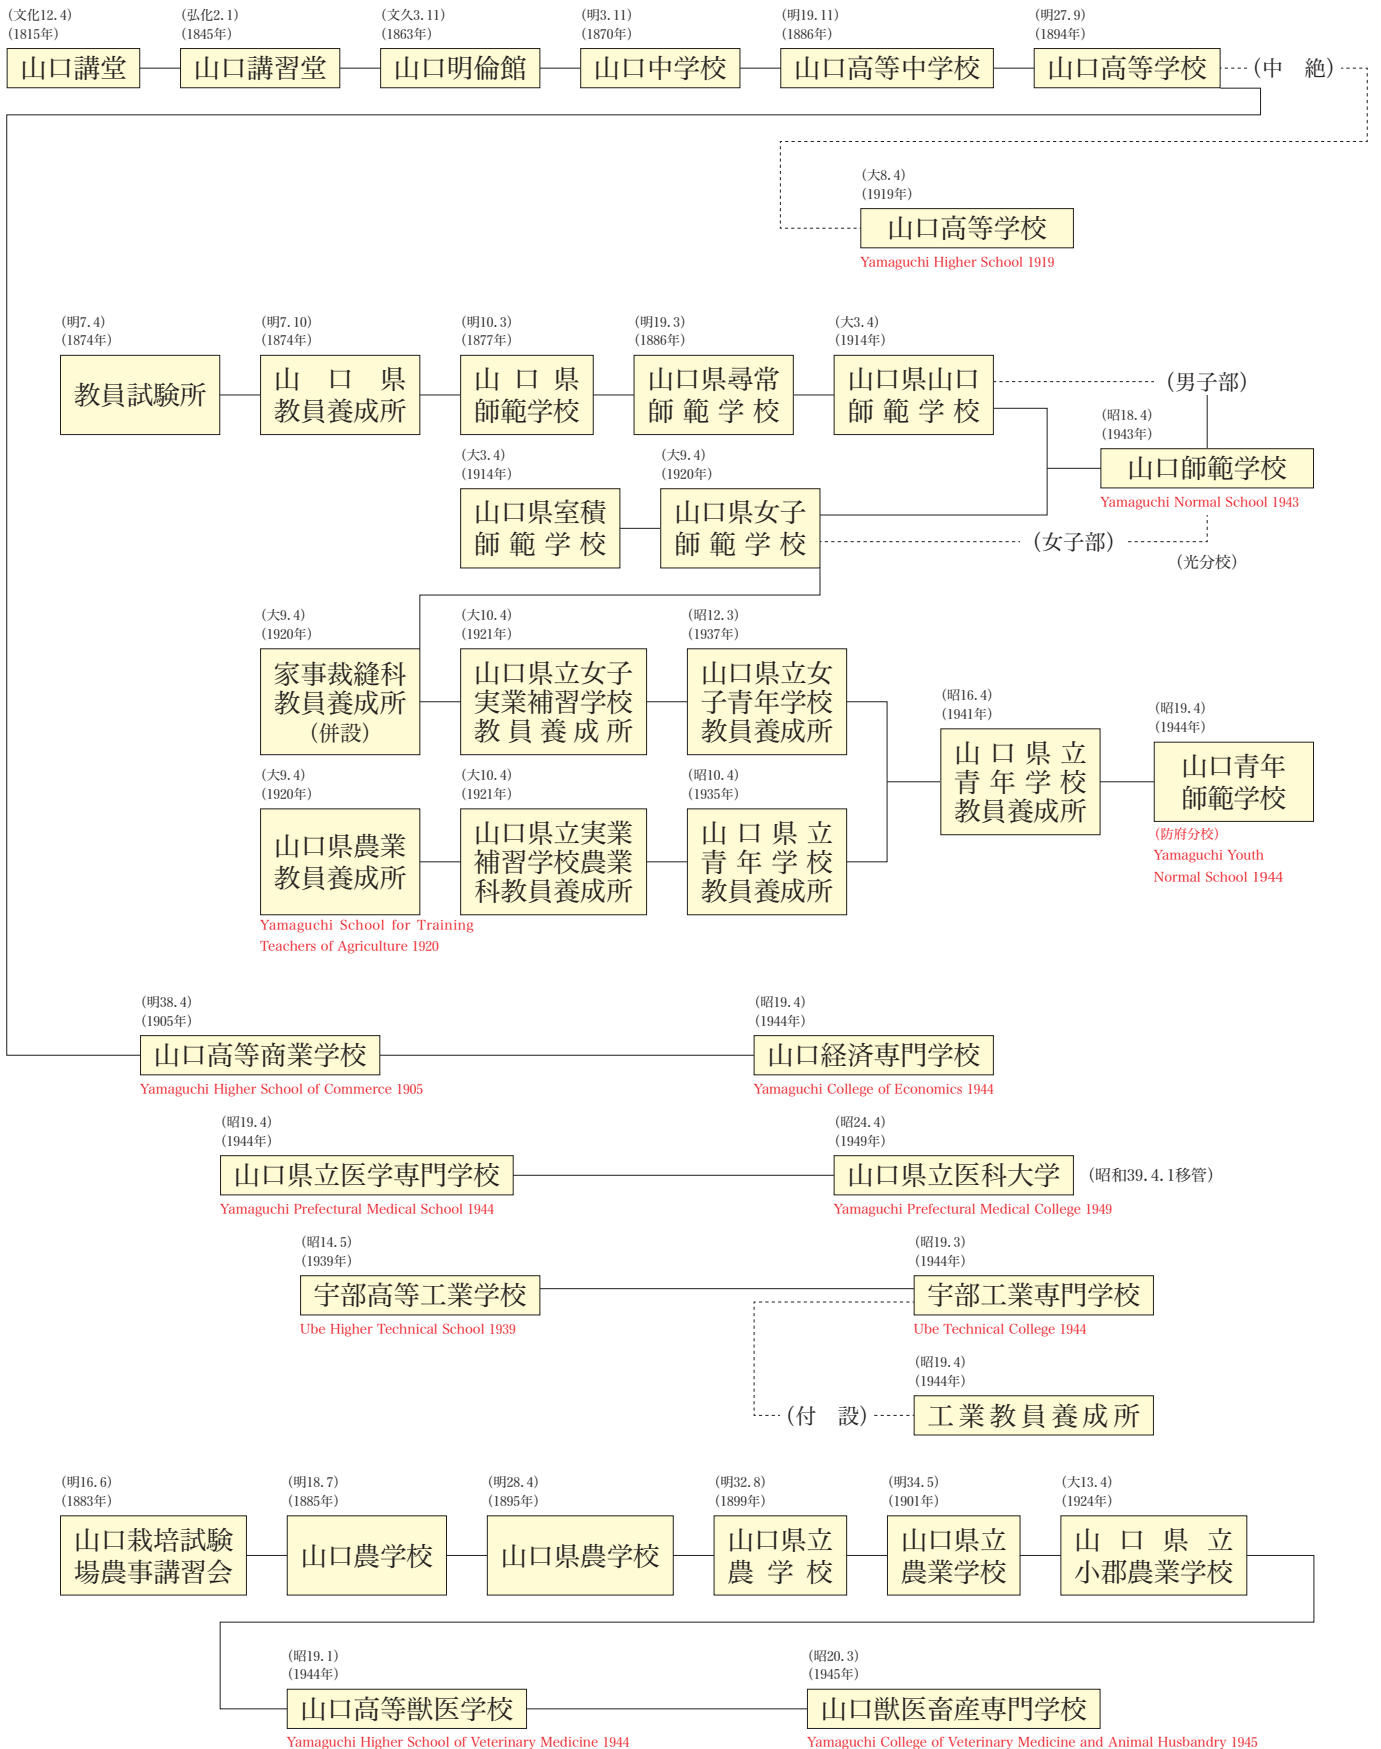 (文化12. 4)
(1815年)
山口講堂
(弘化2. 1)
(1845年)
山口講習堂
(文久3. 11)
(1863年)
山口明倫館
(明3. 11)
(1870年)
山口中学校
(明19. 11)
(1886年)
山口高等中学校
(明27. 9)
(1894年)
山口高等学校
(中　絶)
(大8. 4)
(1919年)
山口高等学校
Yamaguchi Higher School 1919
(明7. 4)
(1874年)
教員試験所
(明7. 10)
(1874年)
山　口　県
教員養成所
(明10. 3)
(1877年)
山 口 県
師範学校
(明19. 3)
(1886年)
山口県尋常
師 範 学 校
(大3. 4)
(1914年)
山口県山口
師 範 学 校
(男子部)
(昭18. 4)
(1943年)
山口師範学校
Yamaguchi Normal School 1943
(大3. 4)
(1914年)
山口県室積
師 範 学 校
(大9. 4)
(1920年)
山口県女子
師 範 学 校
(女子部)
(光分校)
(大9. 4)
(1920年)
家事裁縫科
教員養成所
(併設)
(大10. 4)
(1921年)
山口県立女子
実業補習学校
教 員 養 成 所
(昭12. 3)
(1937年)
山口県立女
子青年学校
教員養成所
(昭16. 4)
(1941年)
山 口 県 立
青 年 学 校
教員養成所
(昭19. 4)
(1944年)
山口青年
師範学校
(防府分校)
Yamaguchi Youth
Normal School 1944
(大9. 4)
(1920年)
山口県農業
教員養成所
Yamaguchi School for Training
Teachers of Agriculture 1920
(大10. 4)
(1921年)
山口県立実業
補習学校農業
科教員養成所
(昭10. 4)
(1935年)
山 口 県 立
青 年 学 校
教員養成所
(明38. 4)
(1905年)
山口高等商業学校
Yamaguchi Higher School of Commerce 1905
(昭19. 4)
(1944年)
山口経済専門学校
Yamaguchi College of Economics 1944
(昭19. 4)
(1944年)
山口県立医学専門学校
Yamaguchi Prefectural Medical School 1944
(昭24. 4)
(1949年)
山口県立医科大学
(昭和39. 4. 1移管)
Yamaguchi Prefectural Medical College 1949
(昭14. 5)
(1939年)
宇部高等工業学校
Ube Higher Technical School 1939
(昭19. 3)
(1944年)
宇部工業専門学校
Ube Technical College 1944
(昭19. 4)
(1944年)
(付　設)
工業教員養成所
(明16. 6)
(1883年)
山口栽培試験
場農事講習会
(明18. 7)
(1885年)
山口農学校
(明28. 4)
(1895年)
山口県農学校
(明32. 8)
(1899年)
山口県立
農 学 校
(明34. 5)
(1901年)
山口県立
農業学校
(大13. 4)
(1924年)
山　口　県　立
小郡農業学校
(昭19. 1)
(1944年)
山口高等獣医学校
Yamaguchi Higher School of Veterinary Medicine 1944
(昭20. 3)
(1945年)
山口獣医畜産専門学校
Yamaguchi College of Veterinary Medicine and Animal Husbandry 1945